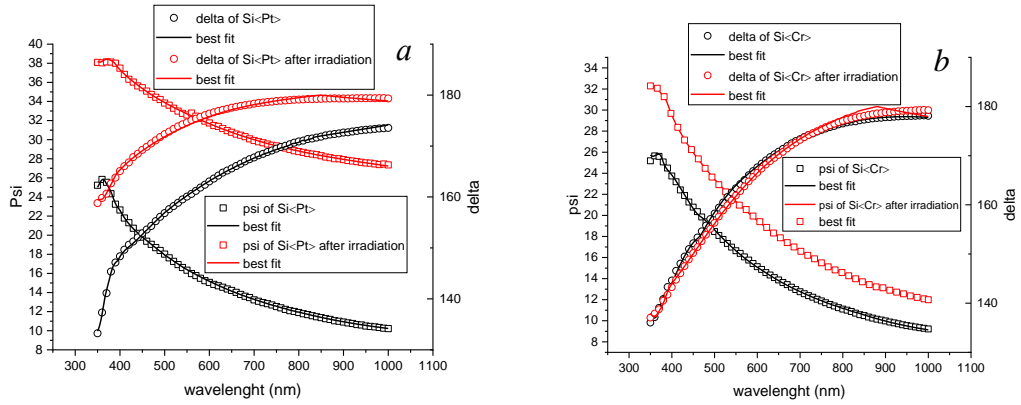 delta of Si<Pt>
best fit
delta of Si<Pt> after irradiation
best fit
a
40
38
36
34
32
30
28
26
24
22
20
18
16
14
12
10
8
Psi
180
160
140
delta
psi of Si<Pt>
best fit
psi of Si<Pt> after irradiation
best fit
300 400 500 600 700 800 900 1000 1100
wavelenght (nm)
delta of Si<Cr>
best fit
delta of Si<Cr> after irradiation
best fit
b
34
32
30
28
26
24
22
20
18
16
14
12
10
8
psi
180
160
140
delta
psi of Si<Cr>
best fit
psi of Si<Cr> after irradiation
best fit
300 400 500 600 700 800 900 1000 1100
wavelenght (nm)